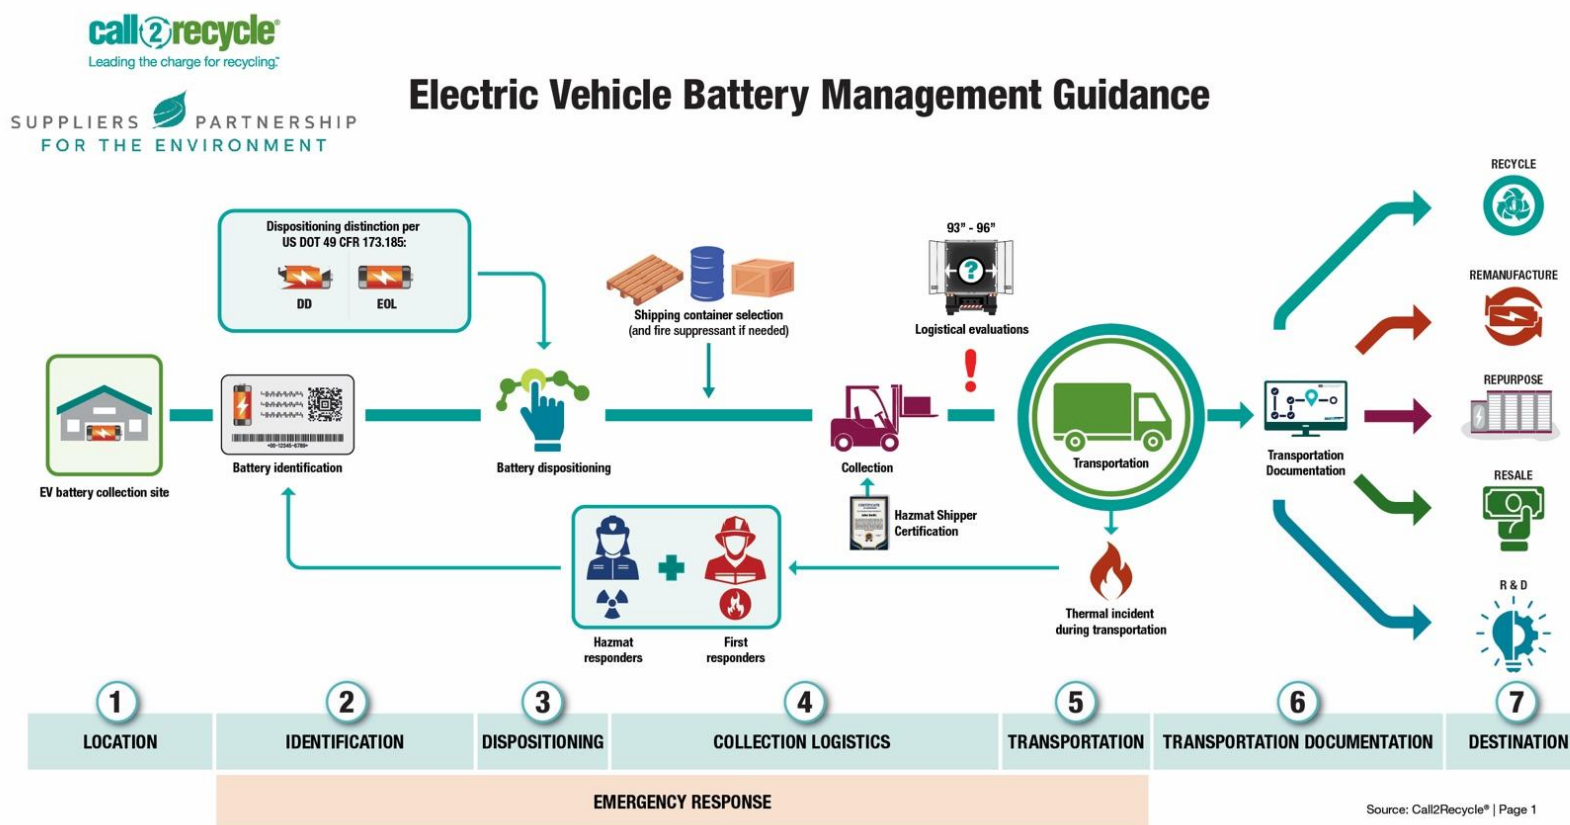 call2recycle®
Leading the charge for recycling.™
SUPPLIERS PARTNERSHIP
FOR THE ENVIRONMENT
Electric Vehicle Battery Management Guidance
Dispositioning distinction per
US DOT 49 CFR 173.185:
DD
EOL
Shipping container selection
(and fire suppressant if needed)
93” - 96”
?
Logistical evaluations
!
EV battery collection site
Battery identification
Battery dispositioning
Collection
CERTIFICATE
Hazmat Shipper
Certification
Transportation
Transportation
Documentation
Thermal incident
during transportation
Hazmat
responders
First
responders
RECYCLE
REMANUFACTURE
REPURPOSE
RESALE
R & D
1
LOCATION
2
IDENTIFICATION
3
DISPOSITIONING
4
COLLECTION LOGISTICS
5
TRANSPORTATION
6
TRANSPORTATION DOCUMENTATION
7
DESTINATION
EMERGENCY RESPONSE
Source: Call2Recycle® | Page 1